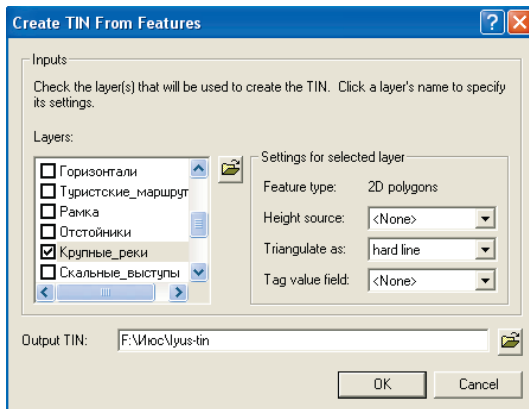 Create TIN From Features
Inputs
Check the layer(s) that will be used to create the TIN. Click a layer's name to specify
its settings.
Layers:
Горизонтали
Туристские_маршрут
Рамка
Отстойники
Крупные_реки
Скальные_выступы
Settings for selected layer
Feature type: 2D polygons
Height source: <None>
Triangulate as: hard line
Tag value field: <None>
Output TIN: F:\Июс\Iyus-tin
OK Cancel